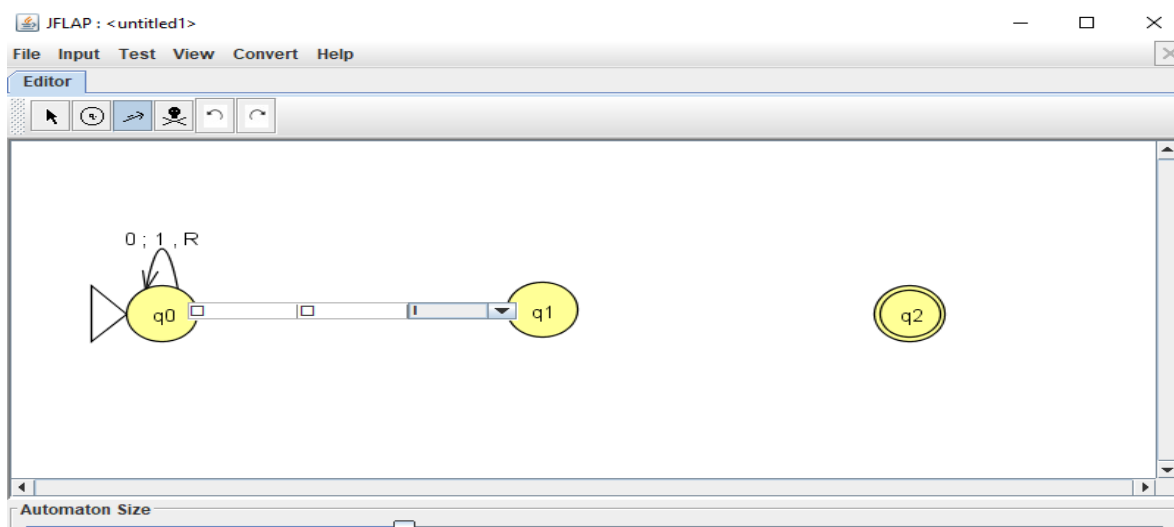 JFLAP : <untitled1>
File Input Test View Convert Help
Editor
0 ; 1 , R
q0 □ □ q1 q2
Automaton Size